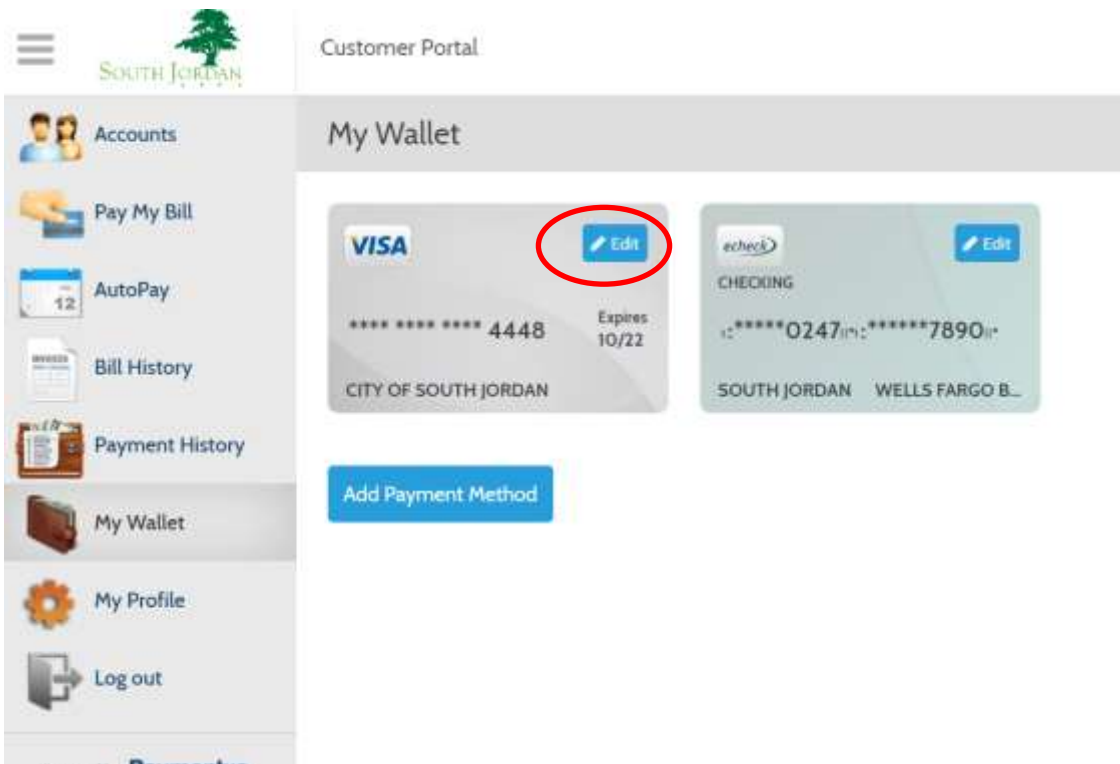 SOUTH JORDAN
Customer Portal
Accounts
Pay My Bill
12
AutoPay
Bill History
Payment History
My Wallet
My Profile
Log out
My Wallet
VISA
Edit
**** **** **** 4448
Expires
10/22
CITY OF SOUTH JORDAN
echeck
Edit
CHECKING
⑆*****0247⑈⑆******7890⑈
SOUTH JORDAN WELLS FARGO B...
Add Payment Method